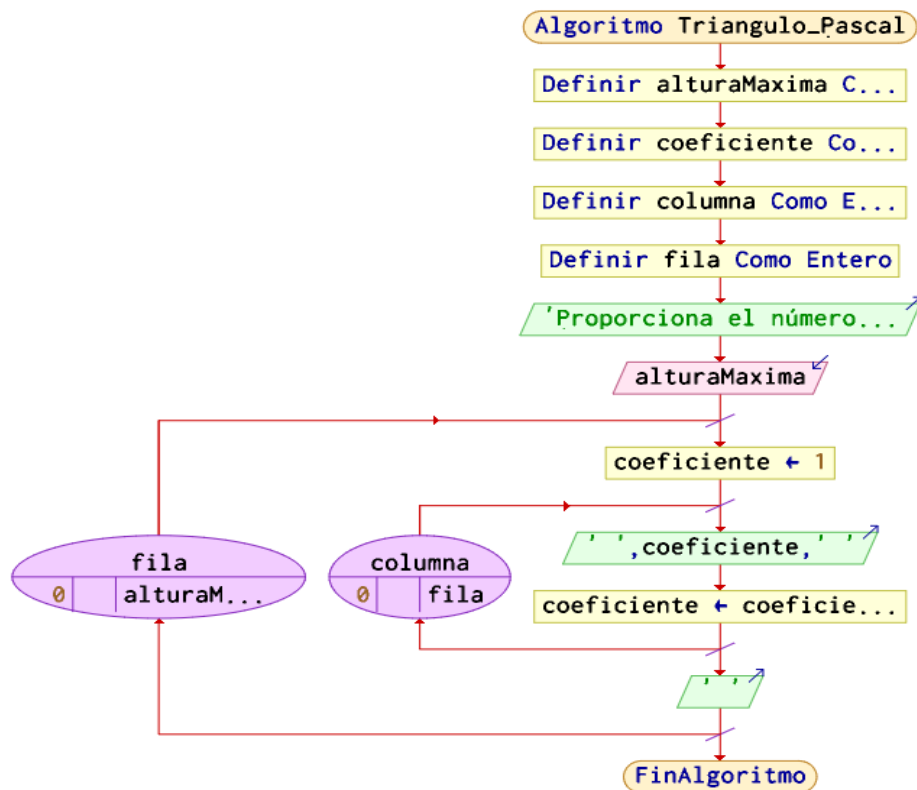 Algoritmo Triangulo_Pascal
Definir alturaMaxima C...
Definir coeficiente Co...
Definir columna Como E...
Definir fila Como Entero
'Proporciona el número...
alturaMaxima
coeficiente ← 1
fila
0 alturaM...
columna
0 fila
' ',coeficiente,' '
coeficiente ← coeficie...
' '
FinAlgoritmo